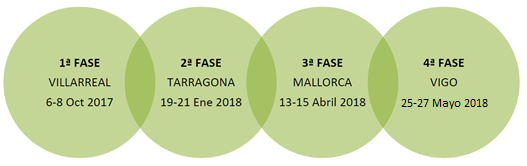 1ª FASE
VILLARREAL
6-8 Oct 2017
2ª FASE
TARRAGONA
19-21 Ene 2018
3ª FASE
MALLORCA
13-15 Abril 2018
4ª FASE
VIGO
25-27 Mayo 2018